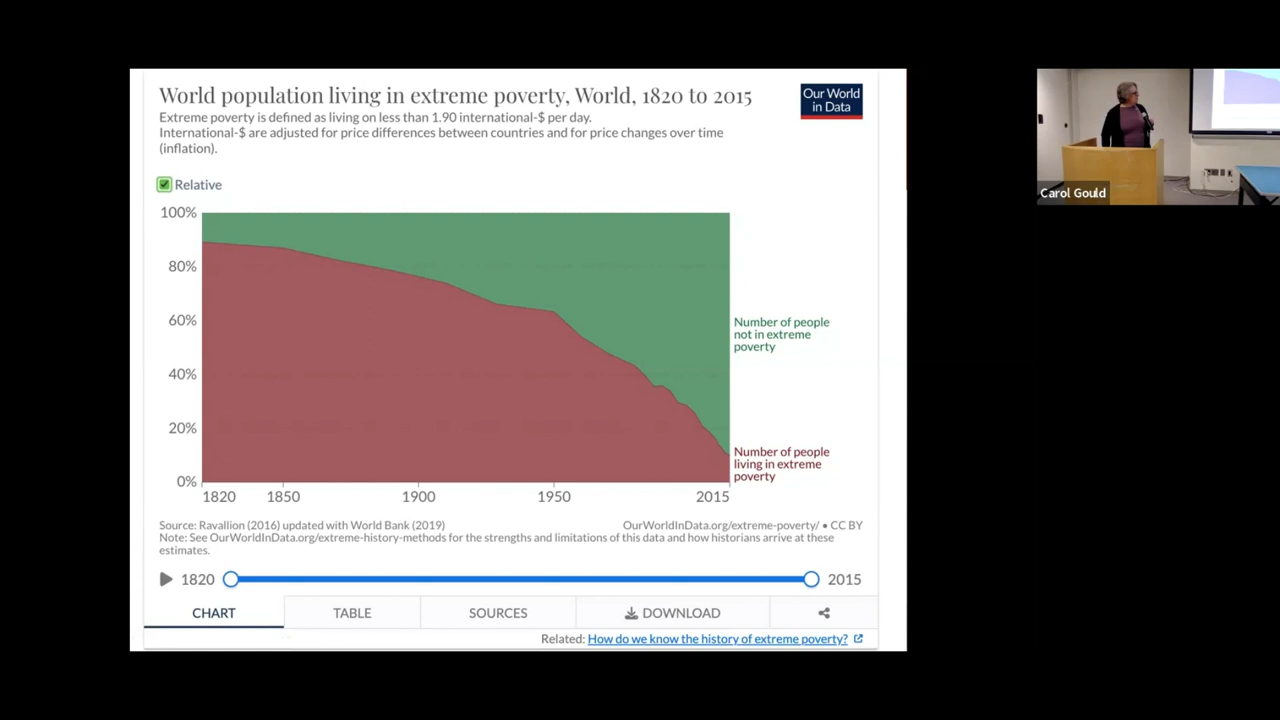 World population living in extreme poverty, World, 1820 to 2015
Our World
in Data
Extreme poverty is defined as living on less than 1.90 international-$ per day.
International-$ are adjusted for price differences between countries and for price changes over time
(inflation).
Relative
100%
80%
60%
40%
20%
0%
1820
1850
1900
1950
2015
Number of people
not in extreme
poverty
Number of people
living in extreme
poverty
Source: Ravallion (2016) updated with World Bank (2019)
OurWorldInData.org/extreme-poverty/ • CC BY
Note: See OurWorldInData.org/extreme-history-methods for the strengths and limitations of this data and how historians arrive at these
estimates.
1820
2015
CHART
TABLE
SOURCES
DOWNLOAD
Related: How do we know the history of extreme poverty?
Carol Gould